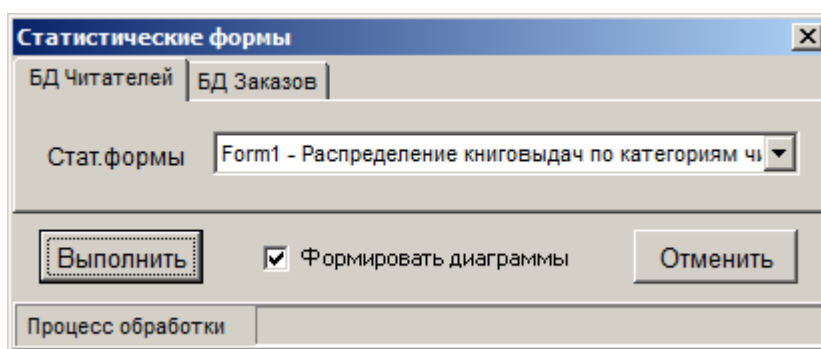 Статистические формы
БД Читателей
БД Заказов
Стат.формы
Form1 - Распределение книговыдач по категориям чи
Выполнить
Формировать диаграммы
Отменить
Процесс обработки